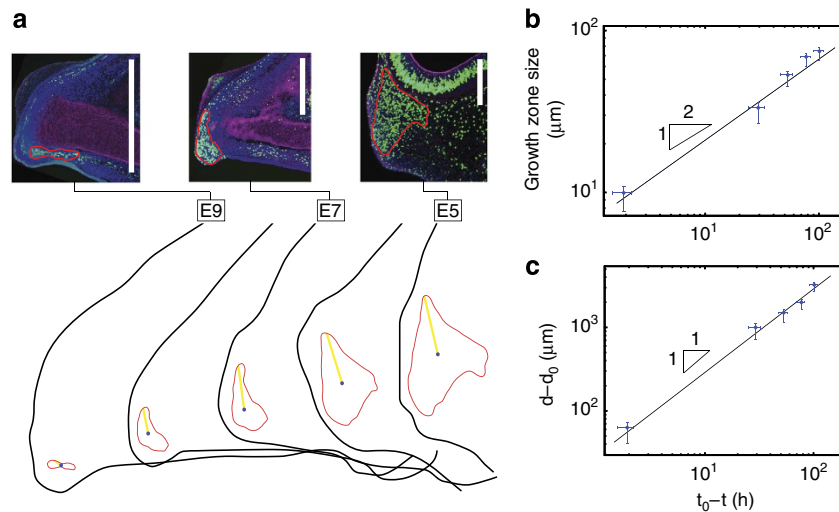 a
E9
E7
E5
b
Growth zone size
(μm)
10²
10¹
2
1
10¹
10²
c
d–d₀ (μm)
10³
10²
1
1
10¹
10²
t₀–t (h)